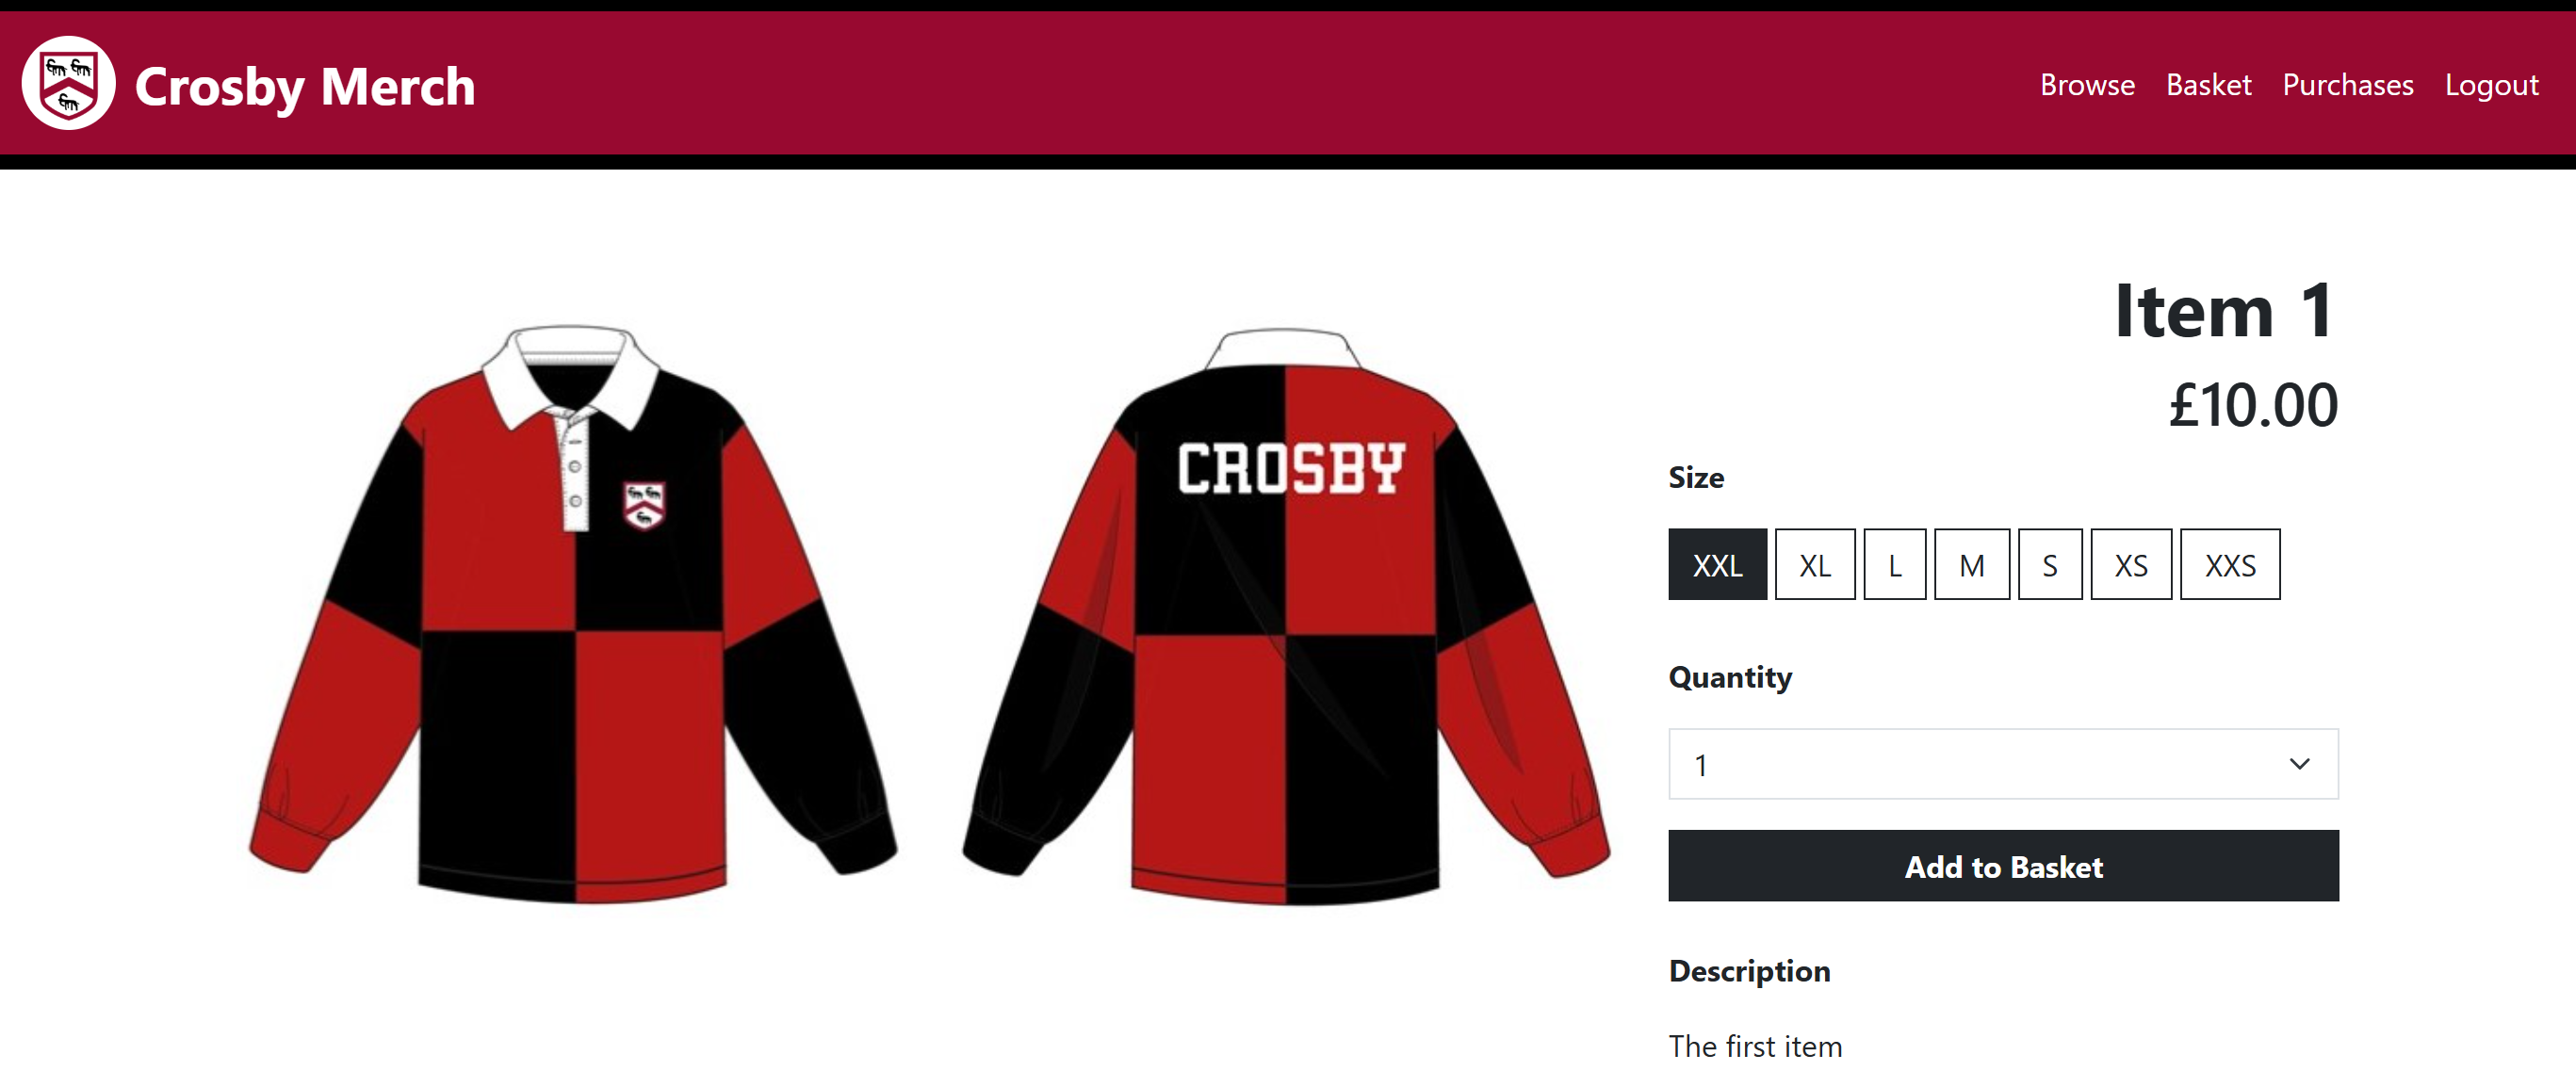 Crosby Merch
Browse Basket Purchases Logout
CROSBY
Item 1
£10.00
Size
XXL XL L M S XS XXS
Quantity
1
Add to Basket
Description
The first item